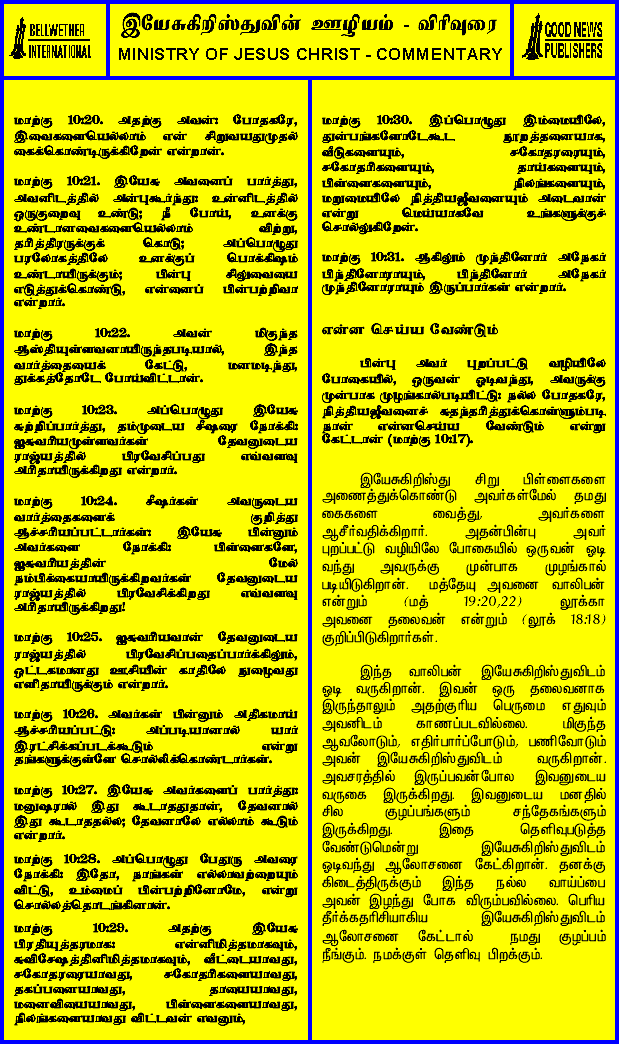 BELLWETHER
INTERNATIONAL
இயேசுகிறிஸ்துவின் ஊழியம் - விரிவுரை
MINISTRY OF JESUS CHRIST - COMMENTARY
GOOD NEWS
PUBLISHERS
மாற்கு 10:20. அதற்கு அவன்: போதகரே,
இவைகளையெல்லாம் என் சிறுவயதுமுதல்
கைக்கொண்டிருக்கிறேன் என்றான்.
மாற்கு 10:21. இயேசு அவனைப் பார்த்து,
அவனிடத்தில் அன்புகூர்ந்து: உன்னிடத்தில்
ஒருகுறைவு உண்டு; நீ போய், உனக்கு
உண்டானவைகளையெல்லாம் விற்று,
தரித்திரருக்குக் கொடு; அப்பொழுது
பரலோகத்திலே உனக்குப் பொக்கிஷம்
உண்டாயிருக்கும்; பின்பு சிலுவையை
எடுத்துக்கொண்டு, என்னைப் பின்பற்றிவா
என்றார்.
மாற்கு 10:22. அவன் மிகுந்த
ஆஸ்தியுள்ளவனாயிருந்தபடியால், இந்த
வார்த்தையைக் கேட்டு, மனமடிந்து,
துக்கத்தோடே போய்விட்டான்.
மாற்கு 10:23. அப்பொழுது இயேசு
சுற்றிப்பார்த்து, தம்முடைய சீஷரை நோக்கி:
ஐசுவரியமுள்ளவர்கள் தேவனுடைய
ராஜ்யத்தில் பிரவேசிப்பது எவ்வளவு
அரிதாயிருக்கிறது என்றார்.
மாற்கு 10:24. சீஷர்கள் அவருடைய
வார்த்தைகளைக் குறித்து
ஆச்சரியப்பட்டார்கள்: இயேசு பின்னும்
அவர்களை நோக்கி: பிள்ளைகளே,
ஐசுவரியத்தின் மேல்
நம்பிக்கையாயிருக்கிறவர்கள் தேவனுடைய
ராஜ்யத்தில் பிரவேசிக்கிறது எவ்வளவு
அரிதாயிருக்கிறது!
மாற்கு 10:25. ஐசுவரியவான் தேவனுடைய
ராஜ்யத்தில் பிரவேசிப்பதைப்பார்க்கிலும்,
ஒட்டகமானது ஊசியின் காதிலே நுழைவது
எளிதாயிருக்கும் என்றார்.
மாற்கு 10:26. அவர்கள் பின்னும் அதிகமாய்
ஆச்சரியப்பட்டு: அப்படியானால் யார்
இரட்சிக்கப்படக்கூடும் என்று
தங்களுக்குள்ளே சொல்லிக்கொண்டார்கள்.
மாற்கு 10:27. இயேசு அவர்களைப் பார்த்து:
மனுஷரால் இது கூடாததுதான், தேவனால்
இது கூடாததல்ல; தேவனாலே எல்லாம் கூடும்
என்றார்.
மாற்கு 10:28. அப்பொழுது பேதுரு அவரை
நோக்கி: இதோ, நாங்கள் எல்லாவற்றையும்
விட்டு, உம்மைப் பின்பற்றினோமே, என்று
சொல்லத்தொடங்கினான்.
மாற்கு 10:29. அதற்கு இயேசு
பிரதியுத்தரமாக: என்னிமித்தமாகவும்,
சுவிசேஷத்தினிமித்தமாகவும், வீட்டையாவது,
சகோதரரையாவது, சகோதரிகளையாவது,
தகப்பனையாவது, தாயையாவது,
மனைவியையாவது, பிள்ளைகளையாவது,
நிலங்களையாவது விட்டவன் எவனும்,
மாற்கு 10:30. இப்பொழுது இம்மையிலே,
துன்பங்களோடேகூட நூறத்தனையாக,
வீடுகளையும், சகோதரரையும்,
சகோதரிகளையும், தாய்களையும்,
பிள்ளைகளையும், நிலங்களையும்,
மறுமையிலே நித்தியஜீவனையும் அடைவான்
என்று மெய்யாகவே உங்களுக்குச்
சொல்லுகிறேன்.
மாற்கு 10:31. ஆகிலும் முந்தினோர் அநேகர்
பிந்தினோராயும், பிந்தினோர் அநேகர்
முந்தினோராயும் இருப்பார்கள் என்றார்.
என்ன செய்ய வேண்டும்
பின்பு அவர் புறப்பட்டு வழியிலே
போகையில், ஒருவன் ஓடிவந்து, அவருக்கு
முன்பாக முழங்கால்படியிட்டு: நல்ல போதகரே,
நித்தியஜீவனைச் சுதந்தரித்துக்கொள்ளும்படி
நான் என்னசெய்ய வேண்டும் என்று
கேட்டான் (மாற்கு 10:17).
இயேசுகிறிஸ்து சிறு பிள்ளைகளை
அணைத்துக்கொண்டு அவர்கள்மேல் தமது
கைகளை வைத்து, அவர்களை
ஆசீர்வதிக்கிறார். அதன்பின்பு அவர்
புறப்பட்டு வழியிலே போகையில் ஒருவன் ஓடி
வந்து அவருக்கு முன்பாக முழங்கால்
படியிடுகிறான். மத்தேயு அவனை வாலிபன்
என்றும் (மத் 19:20,22) லூக்கா
அவனை தலைவன் என்றும் (லூக் 18:18)
குறிப்பிடுகிறார்கள்.
இந்த வாலிபன் இயேசுகிறிஸ்துவிடம்
ஓடி வருகிறான். இவன் ஒரு தலைவனாக
இருந்தாலும் அதற்குரிய பெருமை எதுவும்
அவனிடம் காணப்படவில்லை. மிகுந்த
ஆவலோடும், எதிர்பார்ப்போடும், பணிவோடும்
அவன் இயேசுகிறிஸ்துவிடம் வருகிறான்.
அவசரத்தில் இருப்பவன்போல இவனுடைய
வருகை இருக்கிறது. இவனுடைய மனதில்
சில குழப்பங்களும் சந்தேகங்களும்
இருக்கிறது. இதை தெளிவுபடுத்த
வேண்டுமென்று இயேசுகிறிஸ்துவிடம்
ஓடிவந்து ஆலோசனை கேட்கிறான். தனக்கு
கிடைத்திருக்கும் இந்த நல்ல வாய்ப்பை
அவன் இழந்து போக விரும்பவில்லை. பெரிய
தீர்க்கதரிசியாகிய இயேசுகிறிஸ்துவிடம்
ஆலோசனை கேட்டால் நமது குழப்பம்
நீங்கும். நமக்குள் தெளிவு பிறக்கும்.